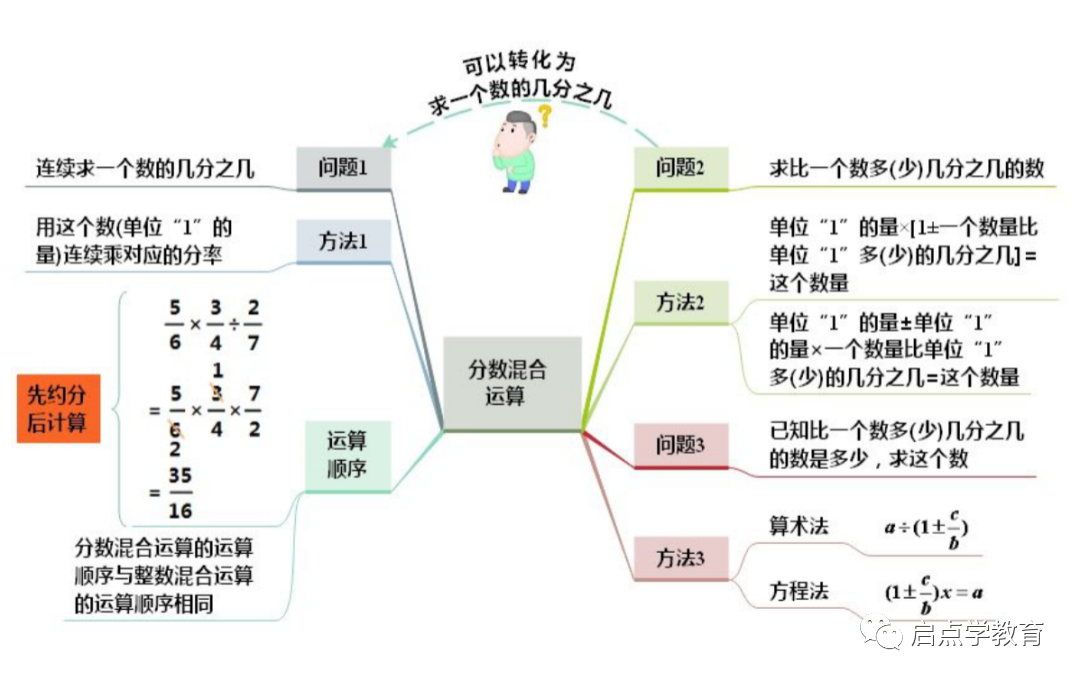 可以转化为
求一个数的几分之几
?
连续求一个数的几分之几
问题1
用这个数(单位“1”的
量)连续乘对应的分率
方法1
先约分
后计算
5/6 × 3/4 ÷ 2/7
1
= 5/6 × 3/4 × 7/2
2
= 35/16
运算
顺序
分数混合运算的运算
顺序与整数混合运算
的运算顺序相同
分数混合
运算
问题2
求比一个数多(少)几分之几的数
方法2
单位“1”的量×[1±一个数量比
单位“1”多(少)的几分之几]=
这个数量
单位“1”的量±单位“1”
的量×一个数量比单位“1”
多(少)的几分之几=这个数量
问题3
已知比一个数多(少)几分之几
的数是多少，求这个数
方法3
算术法 a÷(1±c/b)
方程法 (1±c/b)x=a
启点学教育